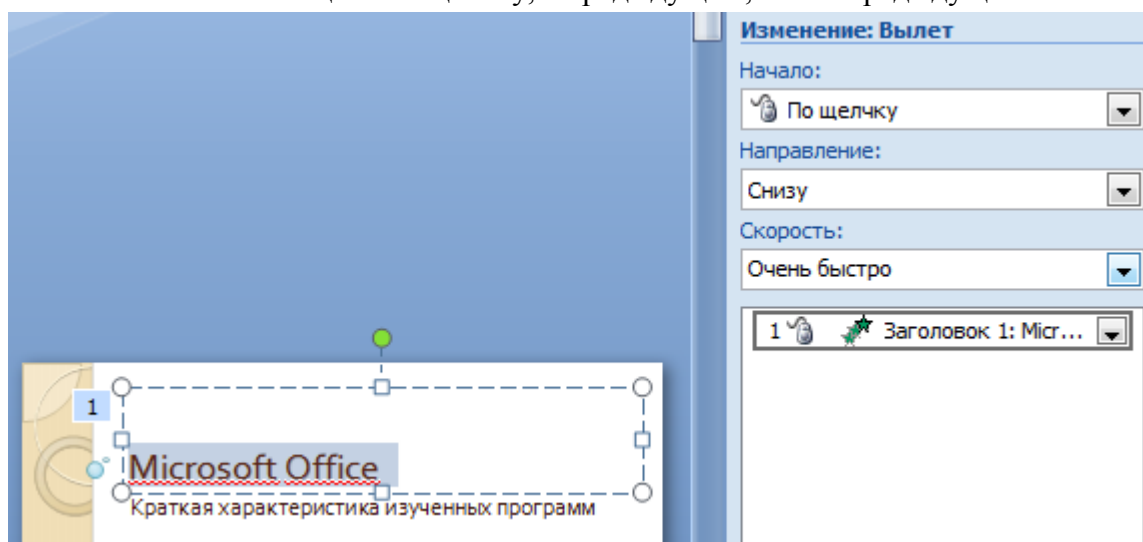 Изменение: Вылет
Начало:
По щелчку
Направление:
Снизу
Скорость:
Очень быстро
1 Заголовок 1: Micr...
1
Microsoft Office
Краткая характеристика изученных программ